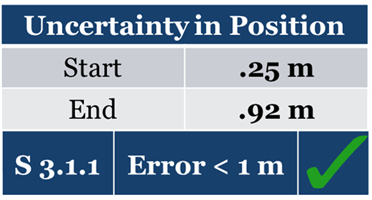 Uncertainty in Position
Start .25 m
End .92 m
S 3.1.1 Error < 1 m